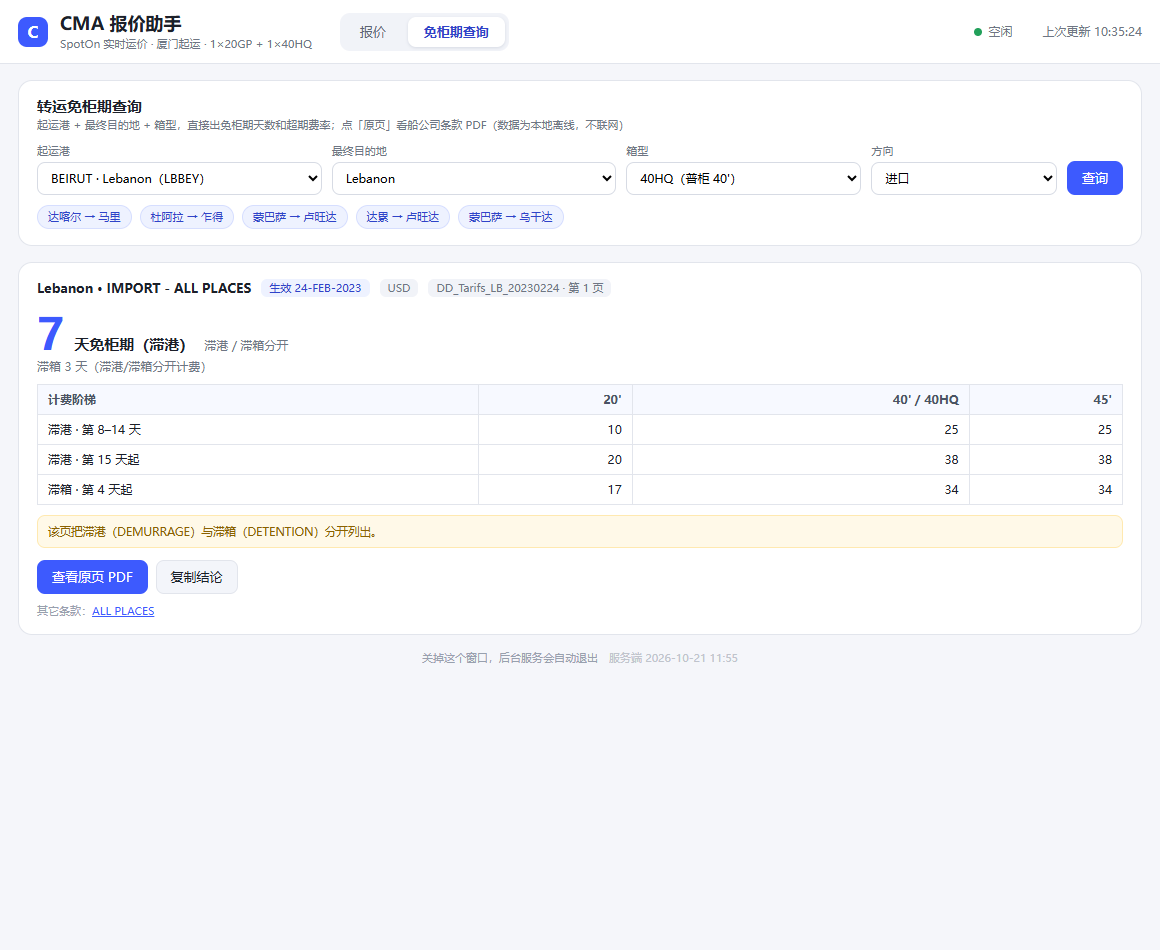 C
CMA 报价助手
SpotOn 实时运价 · 厦门起运 · 1×20GP + 1×40HQ
报价
免柜期查询
空闲
上次更新 10:35:24
转运免柜期查询
起运港 + 最终目的地 + 箱型，直接出免柜期天数和超期费率；点「原页」看船公司条款 PDF（数据为本地离线，不联网）
起运港
最终目的地
箱型
方向
BEIRUT · Lebanon（LBBEY）
Lebanon
40HQ（普柜 40'）
进口
查询
达喀尔 → 马里
杜阿拉 → 乍得
蒙巴萨 → 卢旺达
达累 → 卢旺达
蒙巴萨 → 乌干达
Lebanon • IMPORT - ALL PLACES
生效 24-FEB-2023
USD
DD_Tarifs_LB_20230224 · 第 1 页
7 天免柜期（滞港） 滞港 / 滞箱分开
滞箱 3 天（滞港/滞箱分开计费）
计费阶梯 20' 40' / 40HQ 45'
滞港 · 第 8–14 天 10 25 25
滞港 · 第 15 天起 20 38 38
滞箱 · 第 4 天起 17 34 34
该页把滞港（DEMURRAGE）与滞箱（DETENTION）分开列出。
查看原页 PDF
复制结论
其它条款： ALL PLACES
关掉这个窗口，后台服务会自动退出 服务端 2026-10-21 11:55